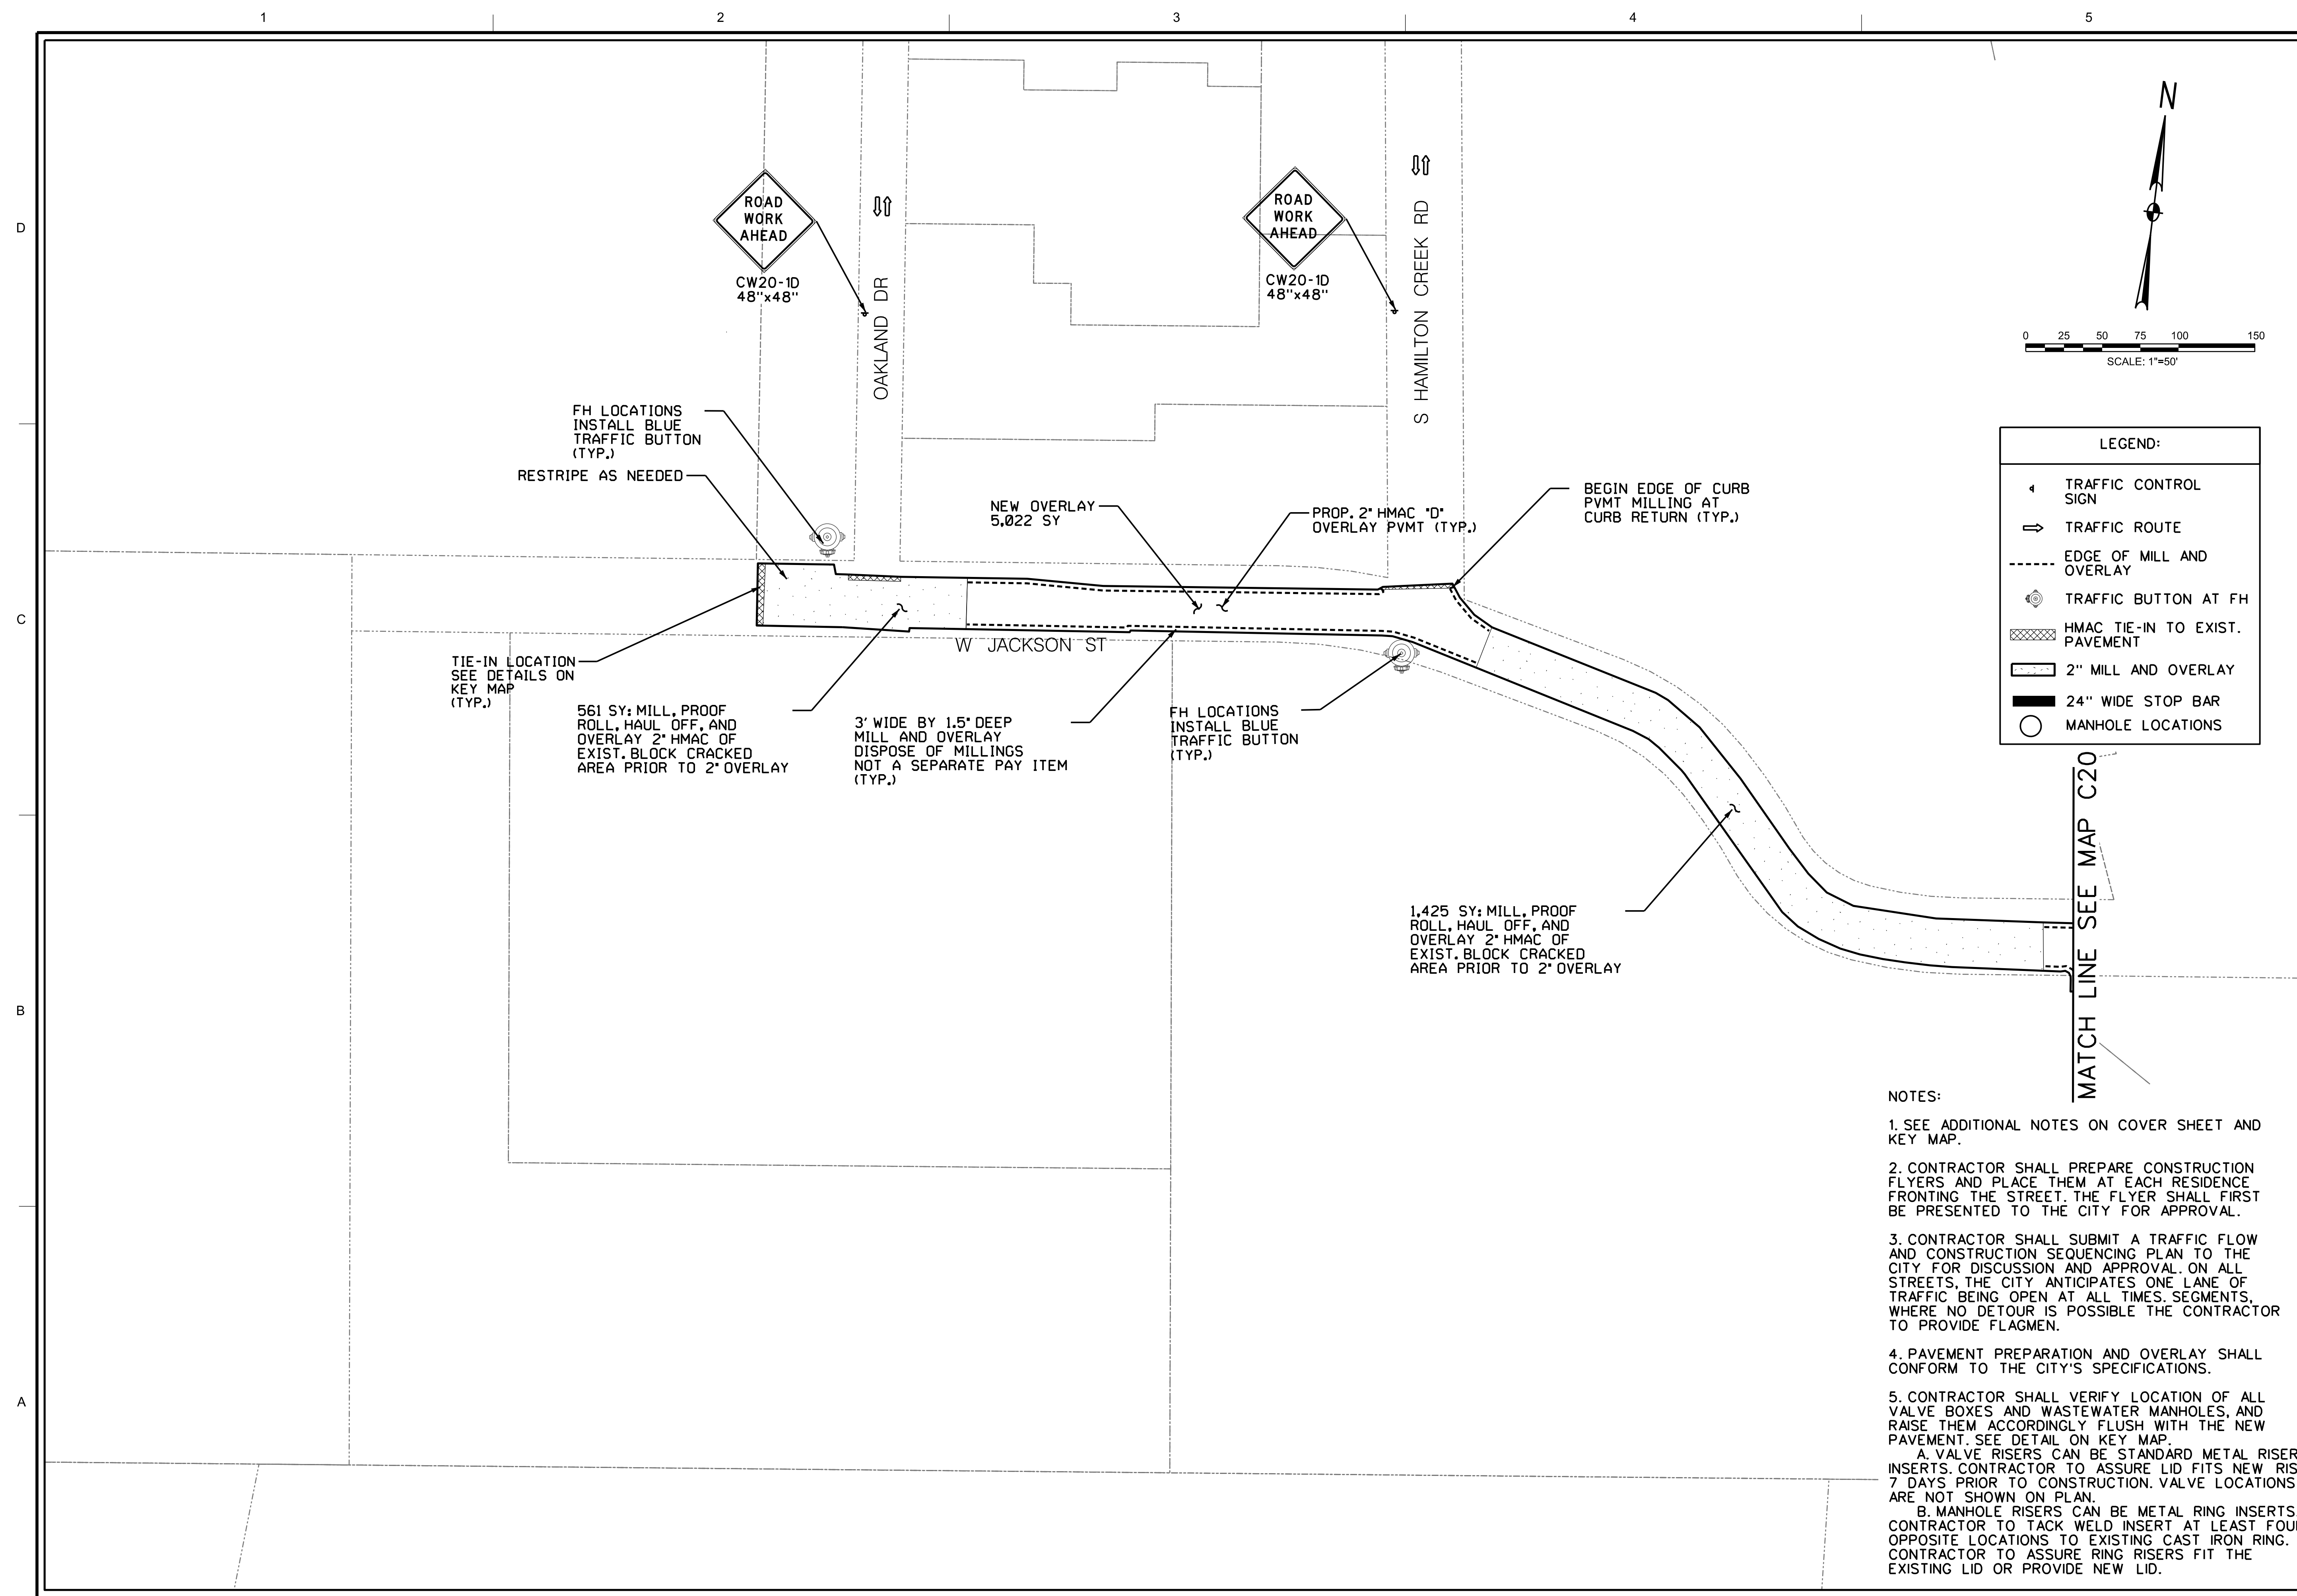 1
2
3
4
5
D
C
B
A
N
ROAD
WORK
AHEAD
CW20-1D
48"x48"
OAKLAND DR
ROAD
WORK
AHEAD
CW20-1D
48"x48"
S HAMILTON CREEK RD
0 25 50 75 100 150
SCALE: 1"=50'
FH LOCATIONS
INSTALL BLUE
TRAFFIC BUTTON
(TYP.)
RESTRIPE AS NEEDED
NEW OVERLAY
5,022 SY
PROP. 2" HMAC "D"
OVERLAY PVMT (TYP.)
BEGIN EDGE OF CURB
PVMT MILLING AT
CURB RETURN (TYP.)
LEGEND:
TRAFFIC CONTROL
SIGN
TRAFFIC ROUTE
EDGE OF MILL AND
OVERLAY
TRAFFIC BUTTON AT FH
HMAC TIE-IN TO EXIST.
PAVEMENT
2" MILL AND OVERLAY
24" WIDE STOP BAR
MANHOLE LOCATIONS
W JACKSON ST
TIE-IN LOCATION
SEE DETAILS ON
KEY MAP
(TYP.)
561 SY: MILL, PROOF
ROLL, HAUL OFF, AND
OVERLAY 2" HMAC OF
EXIST. BLOCK CRACKED
AREA PRIOR TO 2" OVERLAY
3' WIDE BY 1.5" DEEP
MILL AND OVERLAY
DISPOSE OF MILLINGS
NOT A SEPARATE PAY ITEM
(TYP.)
FH LOCATIONS
INSTALL BLUE
TRAFFIC BUTTON
(TYP.)
1,425 SY: MILL, PROOF
ROLL, HAUL OFF, AND
OVERLAY 2" HMAC OF
EXIST. BLOCK CRACKED
AREA PRIOR TO 2" OVERLAY
MATCH LINE SEE MAP C20
NOTES:
1. SEE ADDITIONAL NOTES ON COVER SHEET AND
KEY MAP.
2. CONTRACTOR SHALL PREPARE CONSTRUCTION
FLYERS AND PLACE THEM AT EACH RESIDENCE
FRONTING THE STREET. THE FLYER SHALL FIRST
BE PRESENTED TO THE CITY FOR APPROVAL.
3. CONTRACTOR SHALL SUBMIT A TRAFFIC FLOW
AND CONSTRUCTION SEQUENCING PLAN TO THE
CITY FOR DISCUSSION AND APPROVAL. ON ALL
STREETS, THE CITY ANTICIPATES ONE LANE OF
TRAFFIC BEING OPEN AT ALL TIMES. SEGMENTS,
WHERE NO DETOUR IS POSSIBLE THE CONTRACTOR
TO PROVIDE FLAGMEN.
4. PAVEMENT PREPARATION AND OVERLAY SHALL
CONFORM TO THE CITY'S SPECIFICATIONS.
5. CONTRACTOR SHALL VERIFY LOCATION OF ALL
VALVE BOXES AND WASTEWATER MANHOLES, AND
RAISE THEM ACCORDINGLY FLUSH WITH THE NEW
PAVEMENT. SEE DETAIL ON KEY MAP.
A. VALVE RISERS CAN BE STANDARD METAL RISER
INSERTS. CONTRACTOR TO ASSURE LID FITS NEW
7 DAYS PRIOR TO CONSTRUCTION. VALVE LOCATIONS
ARE NOT SHOWN ON PLAN.
B. MANHOLE RISERS CAN BE METAL RING INSERTS.
CONTRACTOR TO TACK WELD INSERT AT LEAST
OPPOSITE LOCATIONS TO EXISTING CAST IRON RING.
CONTRACTOR TO ASSURE RING RISERS FIT THE
EXISTING LID OR PROVIDE NEW LID.